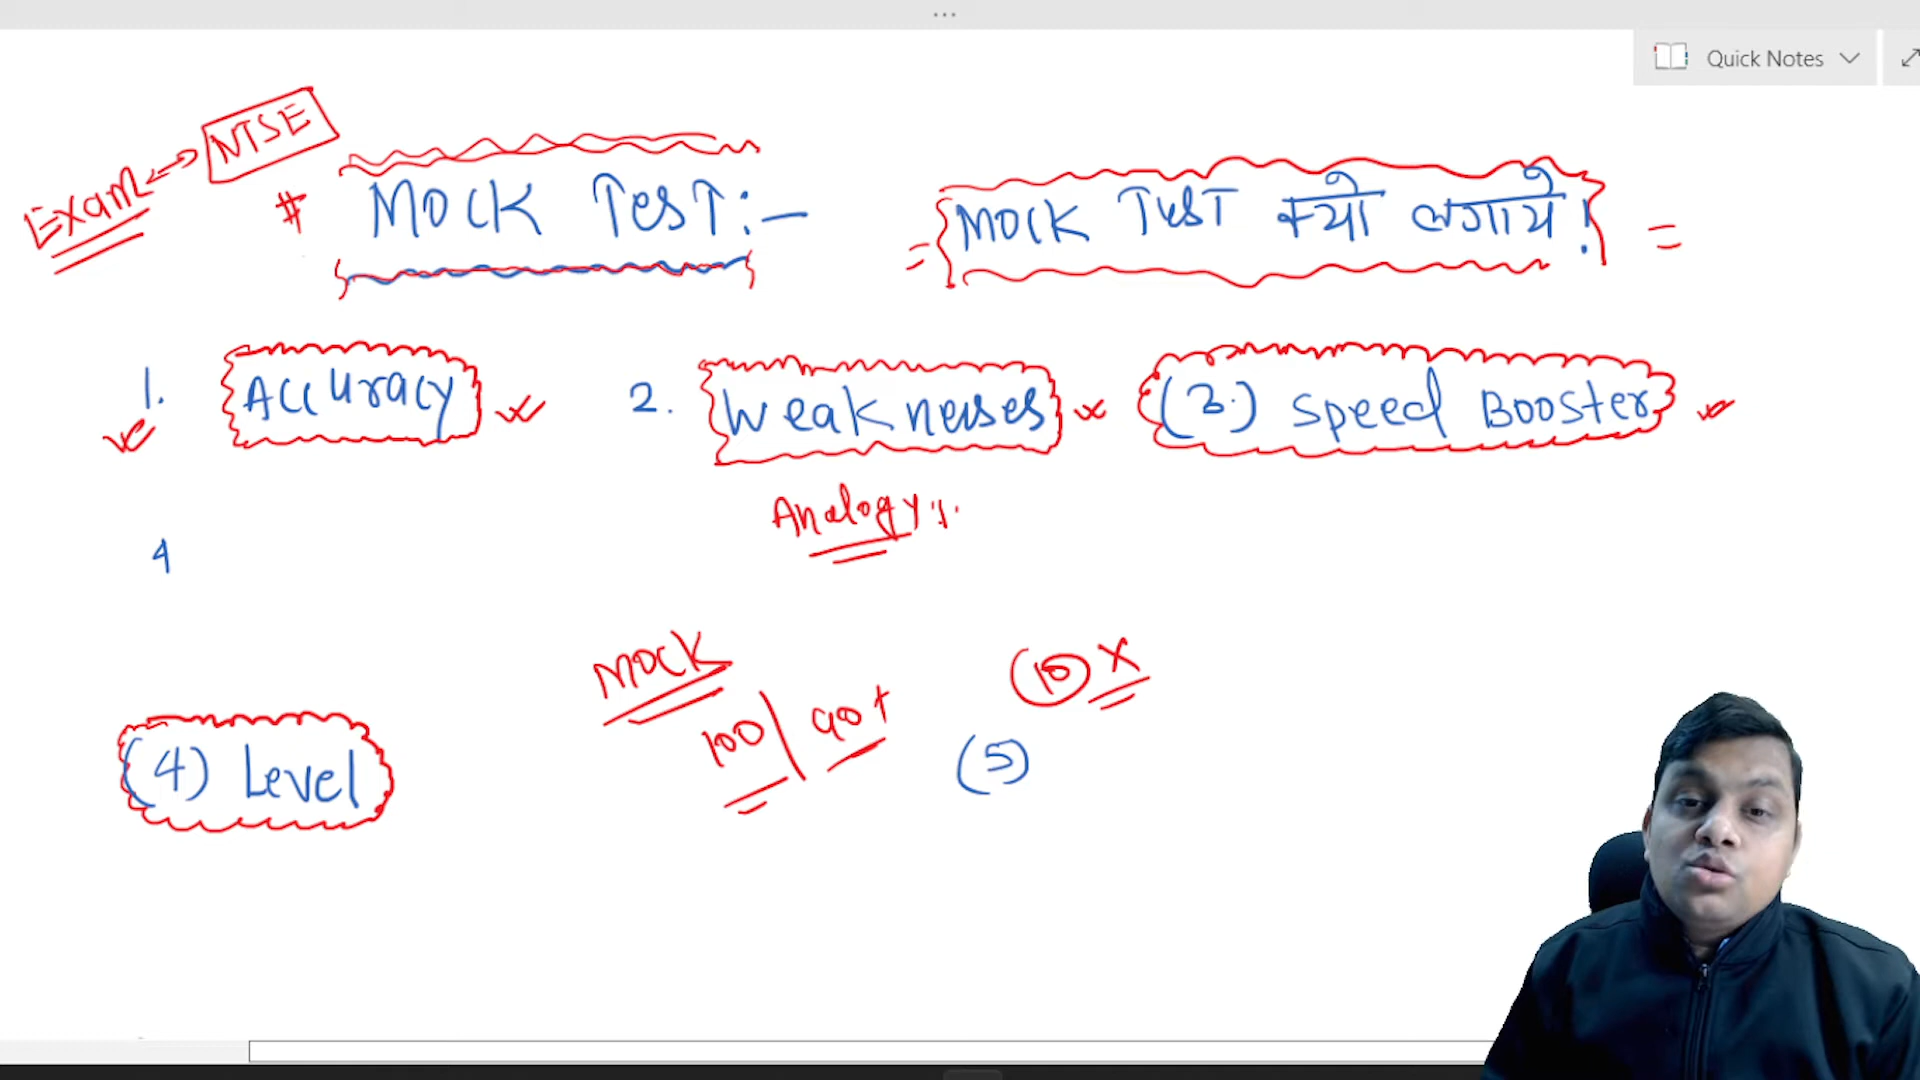 Quick Notes
NTSE
Exam
# MOCK TesT:-
MOCK TEST क्यो लगाये !
1. Accuracy
2. Weaknesses
(3.) Speed Booster
Analogy
4
MOCK
100 | 90+
(10) X
(4) Level
(5)